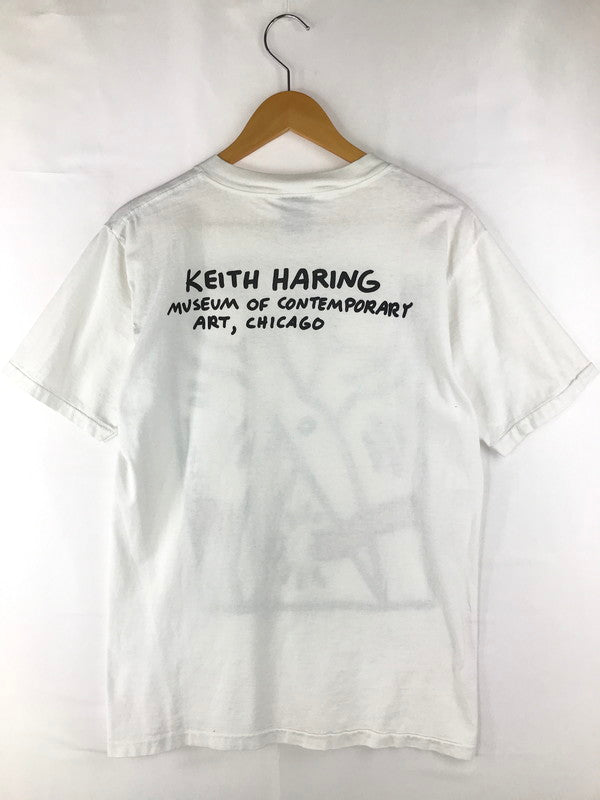 KEITH HARING
MUSEUM OF CONTEMPORARY
ART, CHICAGO